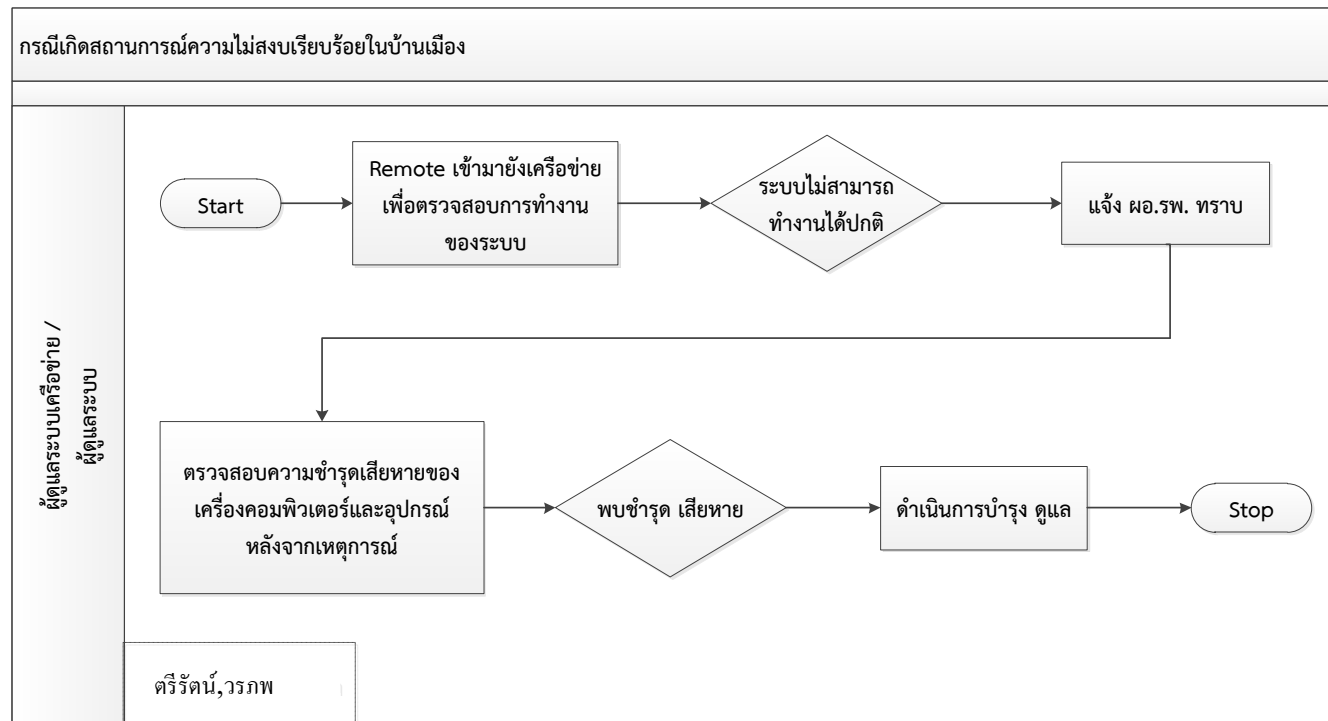 กรณีเกิดสถานการณ์ความไม่สงบเรียบร้อยในบ้านเมือง
ผู้ดูแลระบบเครือข่าย /
ผู้ดูแลระบบ
Start
Remote เข้ามายังเครือข่าย
เพื่อตรวจสอบการทำงาน
ของระบบ
ระบบไม่สามารถ
ทำงานได้ปกติ
แจ้ง ผอ.รพ. ทราบ
ตรวจสอบความชำรุดเสียหายของ
เครื่องคอมพิวเตอร์และอุปกรณ์
หลังจากเหตุการณ์
พบชำรุด เสียหาย
ดำเนินการบำรุง ดูแล
Stop
ตรีรัตน์,วรภพ